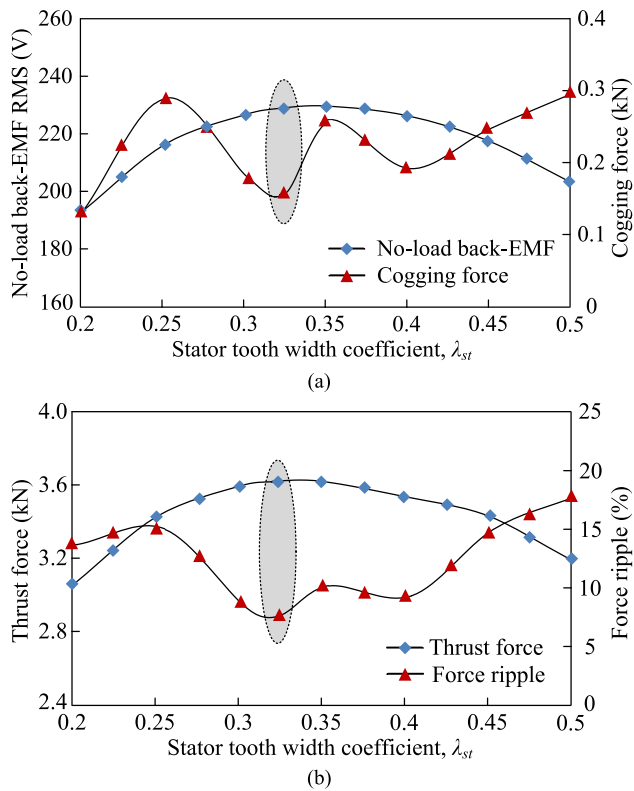 260
240
220
200
180
160
No-load back-EMF RMS (V)
0.4
0.3
0.2
0.1
0
Cogging force (kN)
No-load back-EMF
Cogging force
0.2 0.25 0.3 0.35 0.4 0.45 0.5
Stator tooth width coefficient, λst
(a)
4.0
3.6
3.2
2.8
2.4
Thrust force (kN)
25
20
15
10
5
0
Force ripple (%)
Thrust force
Force ripple
0.2 0.25 0.3 0.35 0.4 0.45 0.5
Stator tooth width coefficient, λst
(b)